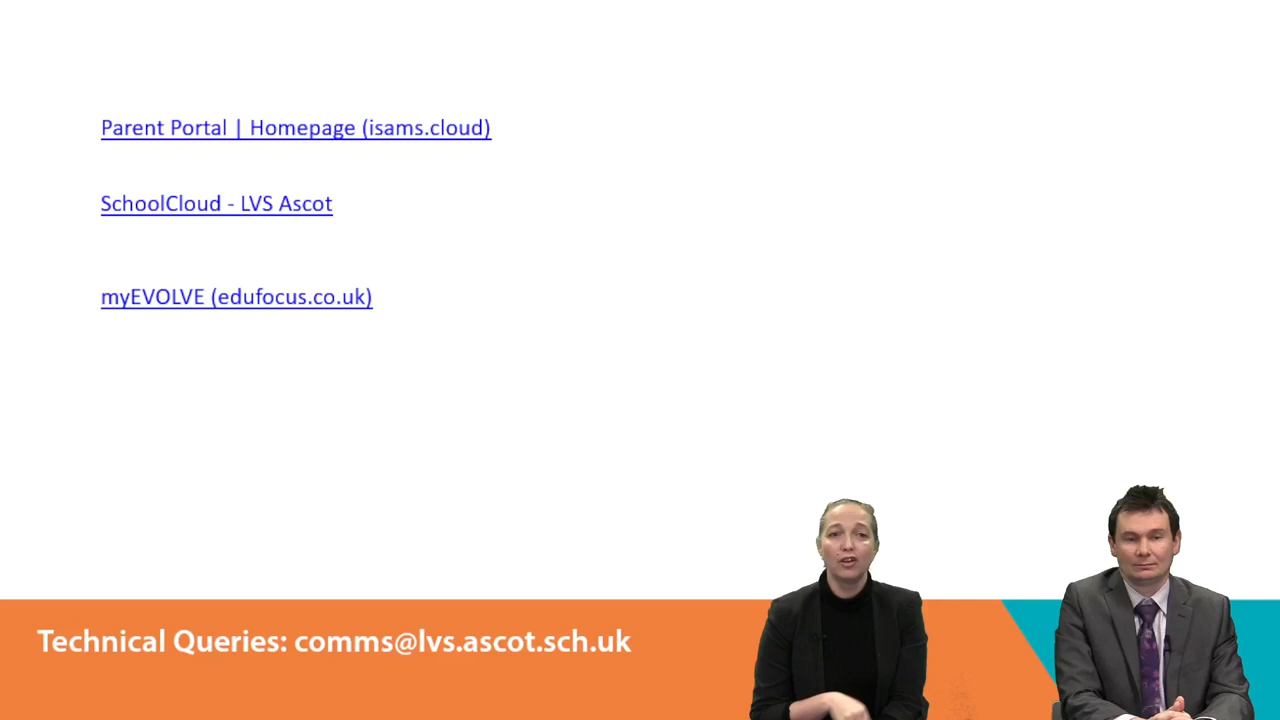 Parent Portal | Homepage (isams.cloud)
SchoolCloud - LVS Ascot
myEVOLVE (edufocus.co.uk)
Technical Queries: comms@lvs.ascot.sch.uk